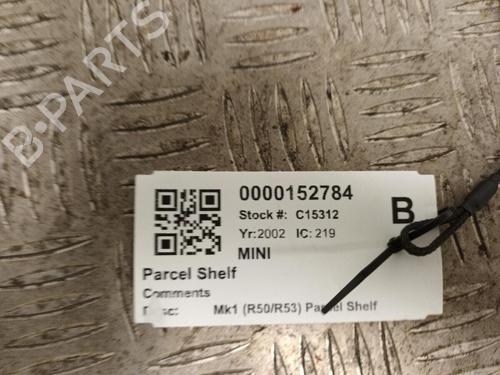 B-PARTS
0000152784
Stock #: C15312
B
Yr:2002 IC:219
MINI
Parcel Shelf
Comments
Mk1 (R50/R53) Parcel Shelf